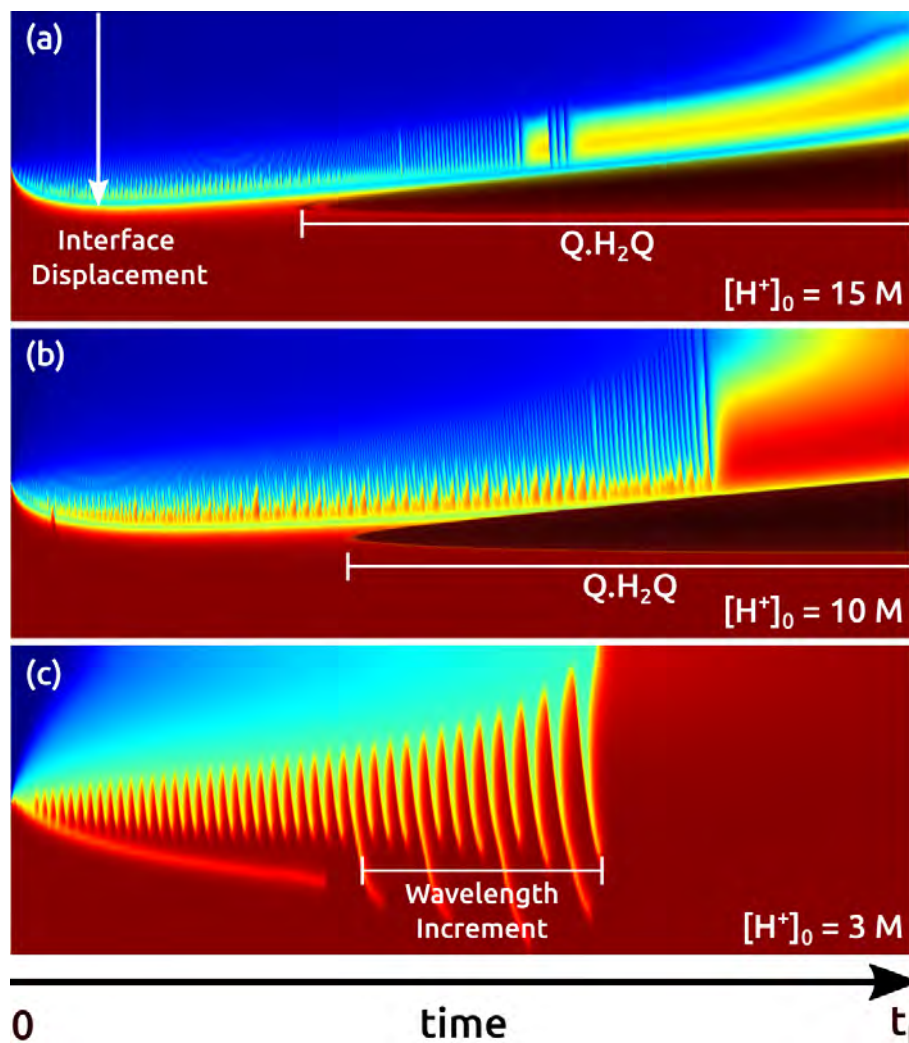 (a)
Interface
Displacement
Q.H₂Q
[H⁺]₀ = 15 M
(b)
Q.H₂Q
[H⁺]₀ = 10 M
(c)
Wavelength
Increment
[H⁺]₀ = 3 M
0 time t